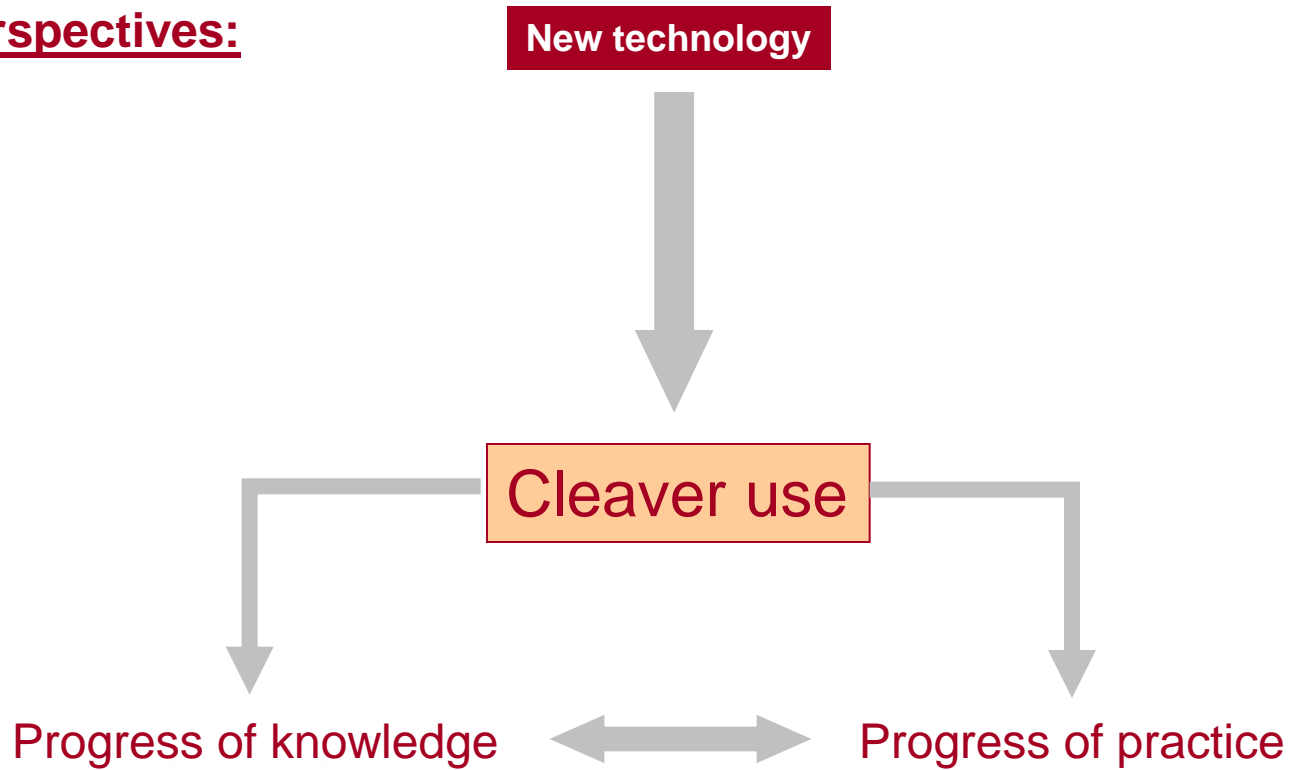 rspectives:
New technology
Cleaver use
Progress of knowledge
Progress of practice